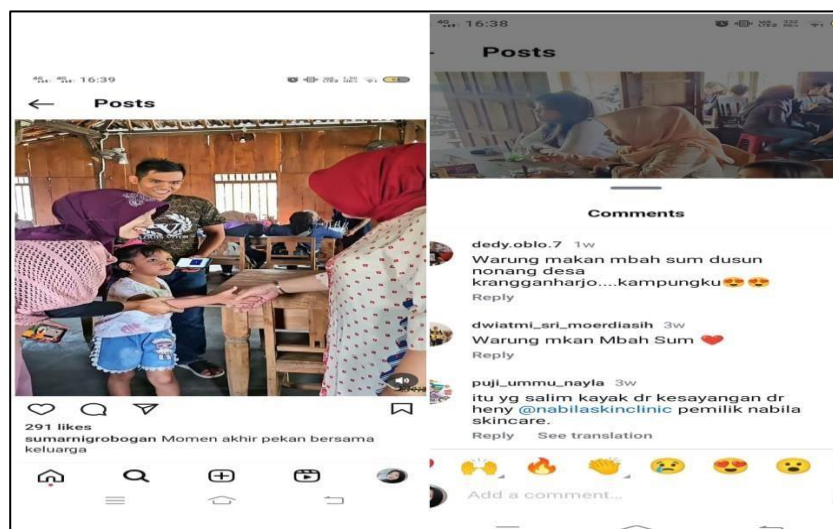 16:39
Posts
291 likes
sumarnigrobogan Momen akhir pekan bersama
keluarga
16:38
Posts
Comments
dedy.oblo.7 1w
Warung makan mbah sum dusun
nonang desa
krangganharjo....kampungku😍😍
Reply
dwiatmi_sri_moerdiasih 3w
Warung mkan Mbah Sum ❤️
Reply
puji_ummu_nayla 3w
itu yg salim kayak dr kesayangan dr
heny @nabilaskinclinic pemilik nabila
skincare.
Reply See translation
Add a comment...